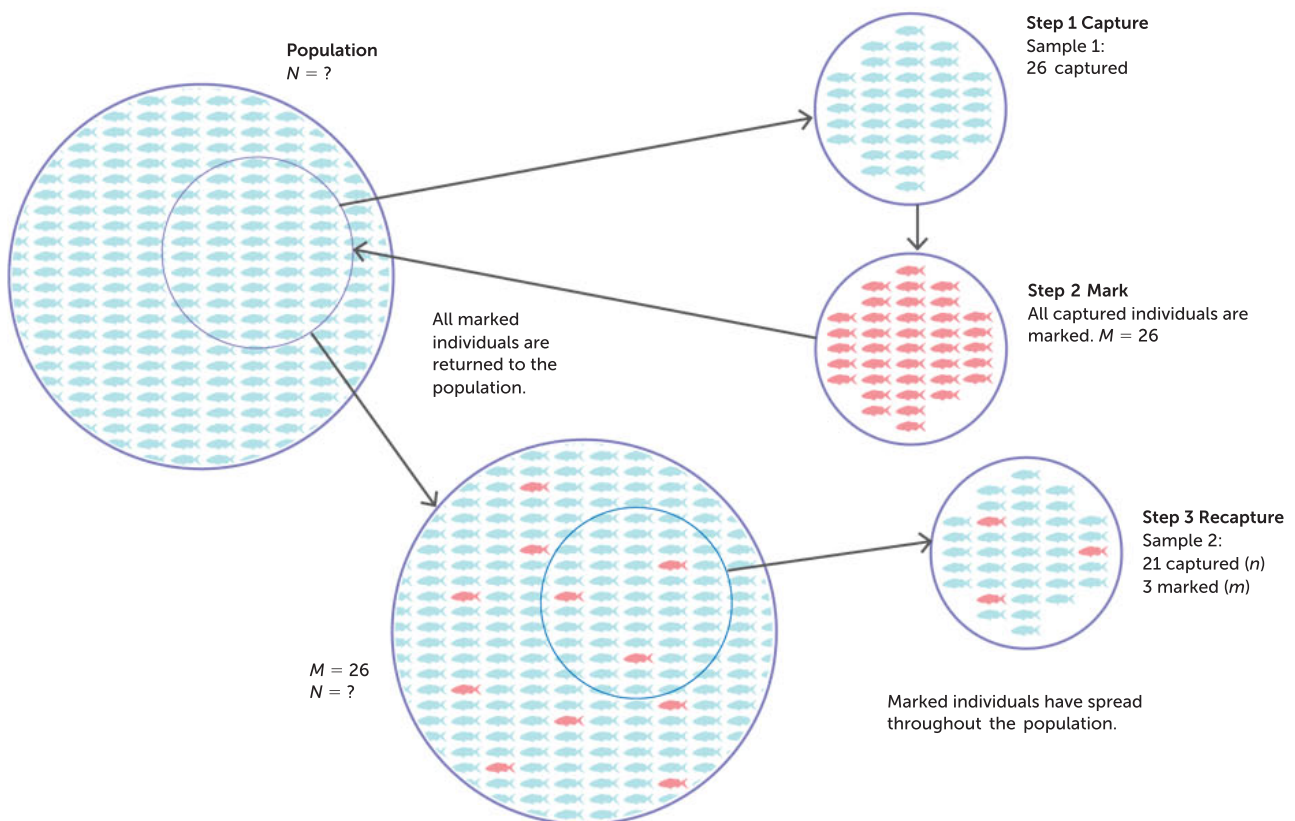 Population
N = ?
Step 1 Capture
Sample 1:
26 captured
Step 2 Mark
All captured individuals are
marked. M = 26
All marked
individuals are
returned to the
population.
Step 3 Recapture
Sample 2:
21 captured (n)
3 marked (m)
M = 26
N = ?
Marked individuals have spread
throughout the population.